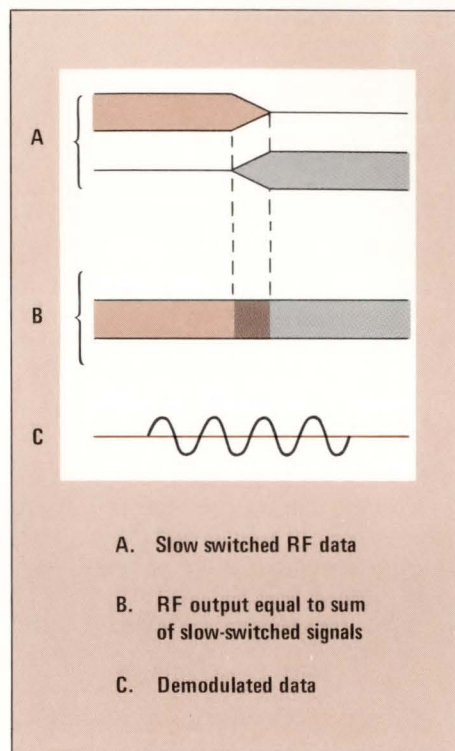 A
B
C
A. Slow switched RF data
B. RF output equal to sum
of slow-switched signals
C. Demodulated data